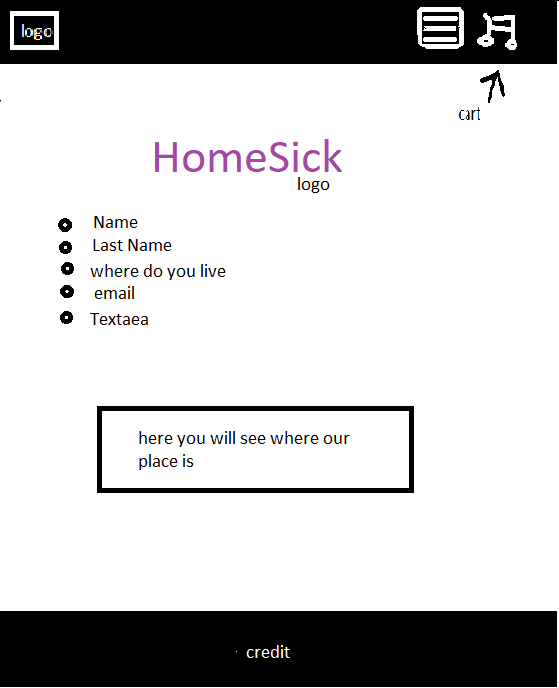 logo
cart
HomeSick
logo
Name
Last Name
where do you live
email
Textaea
here you will see where our
place is
credit